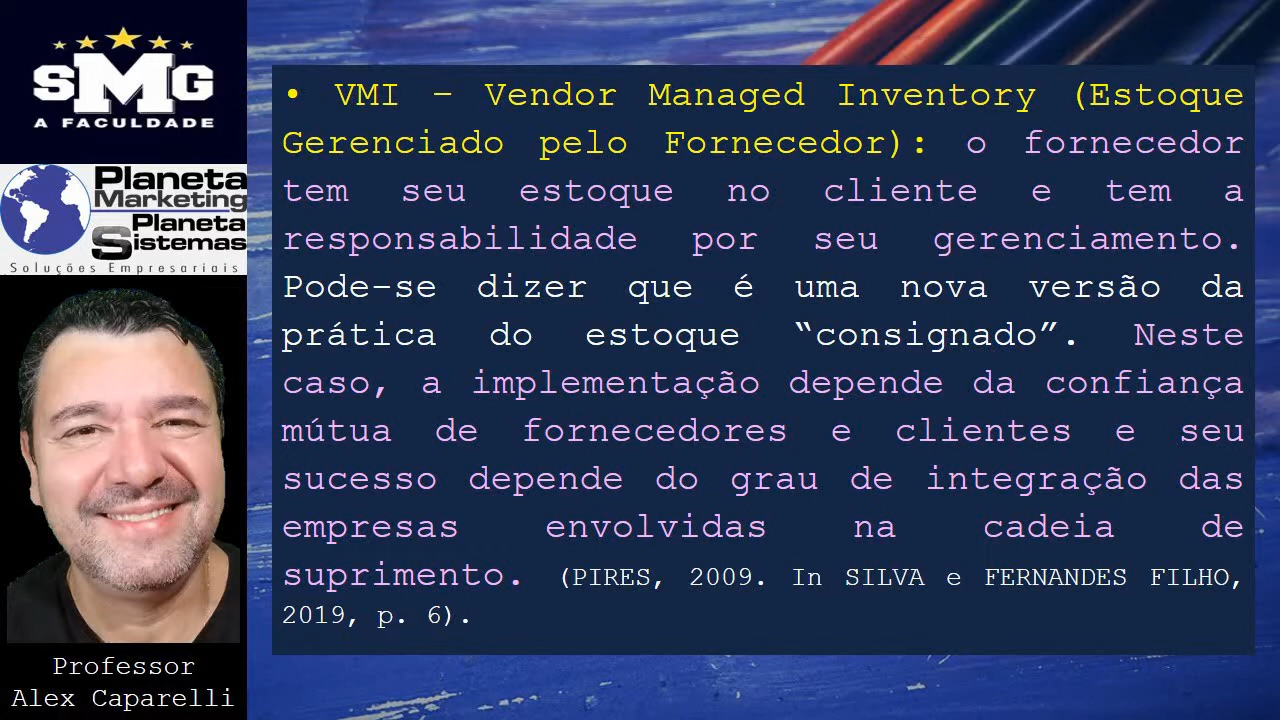 SMG
A FACULDADE
Planeta
Marketing
Planeta
Sistemas
Soluções Empresariais
Professor
Alex Caparelli
• VMI – Vendor Managed Inventory (Estoque
Gerenciado pelo Fornecedor): o fornecedor
tem seu estoque no cliente e tem a
responsabilidade por seu gerenciamento.
Pode-se dizer que é uma nova versão da
prática do estoque “consignado”. Neste
caso, a implementação depende da confiança
mútua de fornecedores e clientes e seu
sucesso depende do grau de integração das
empresas envolvidas na cadeia de
suprimento. (PIRES, 2009. In SILVA e FERNANDES FILHO,
2019, p. 6).